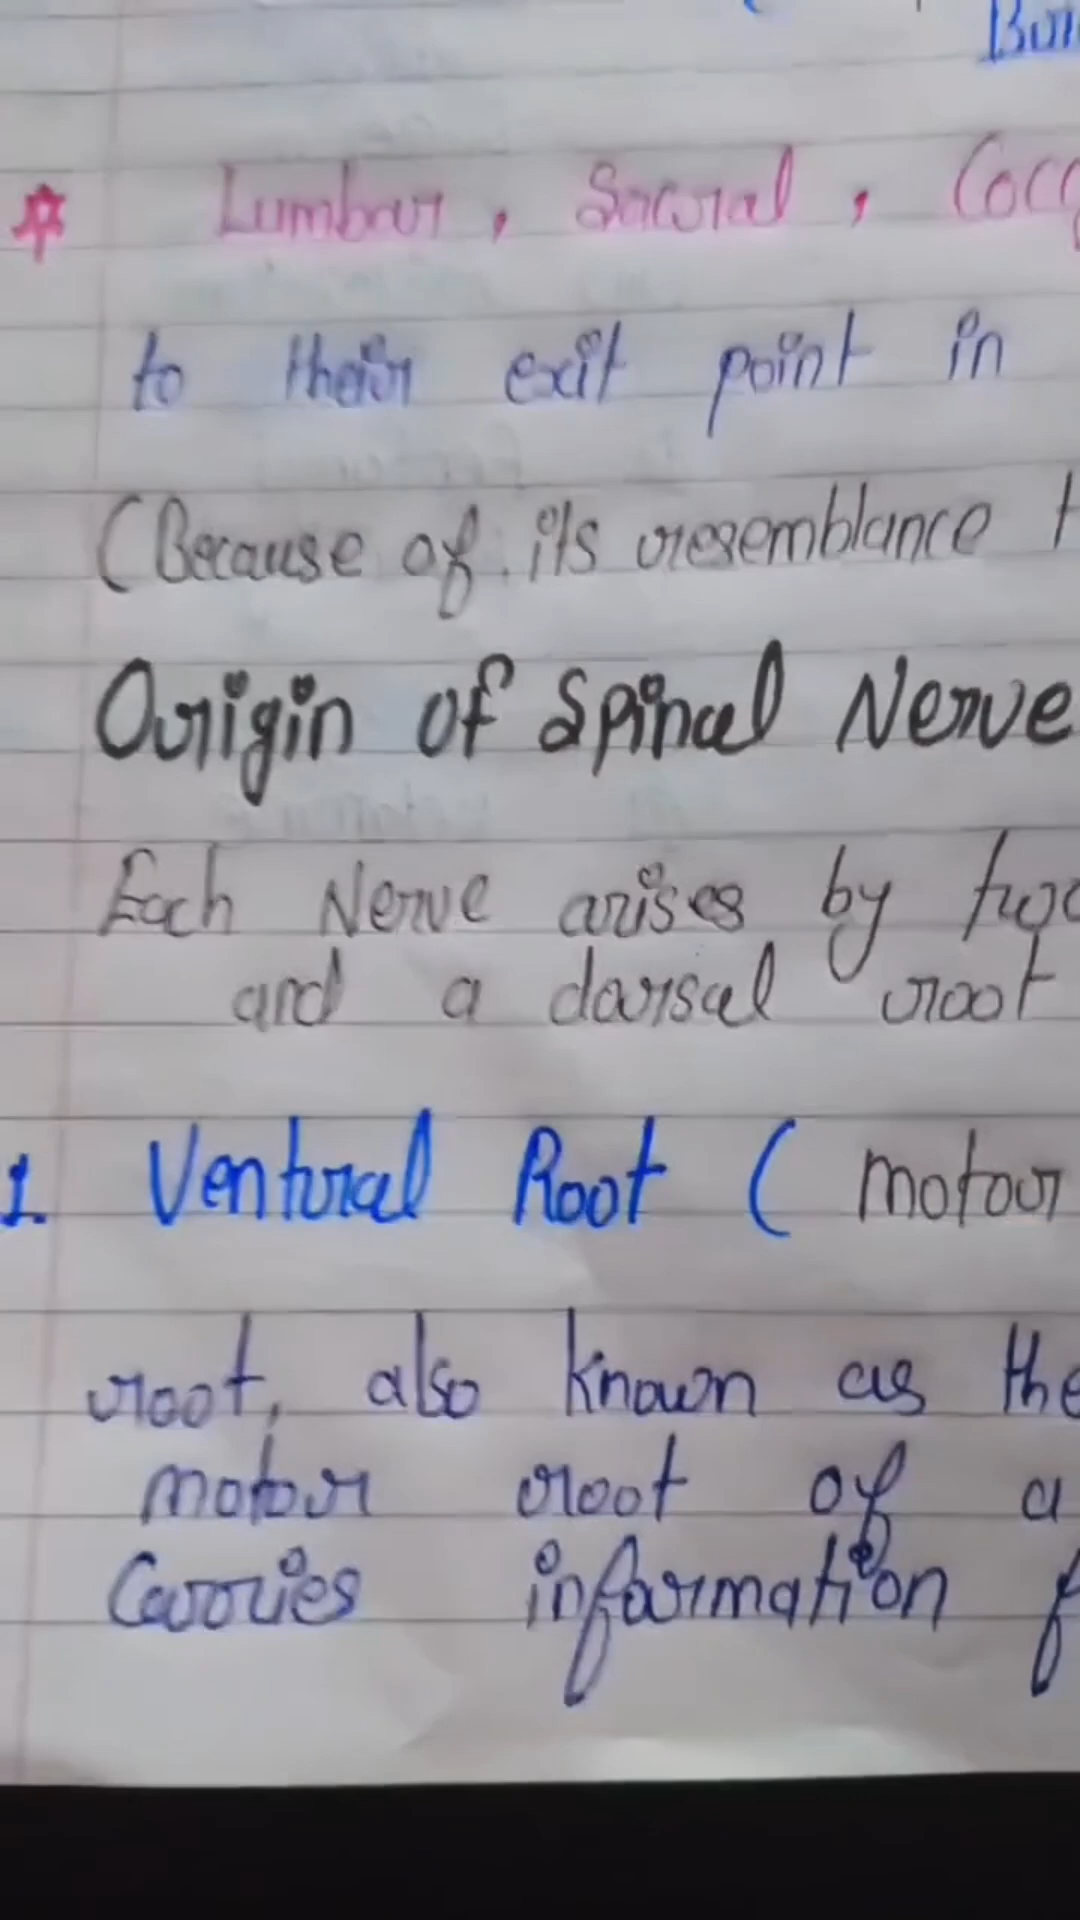 Lumbar, Sacral, Cocc
to their exit point in
(Because of its resemblance t
Origin of Spinal Nerve
Each Nerve arises by two
and a dorsal root
1. Ventral Root ( motor
root, also known as the
motor root of a
Carries information f